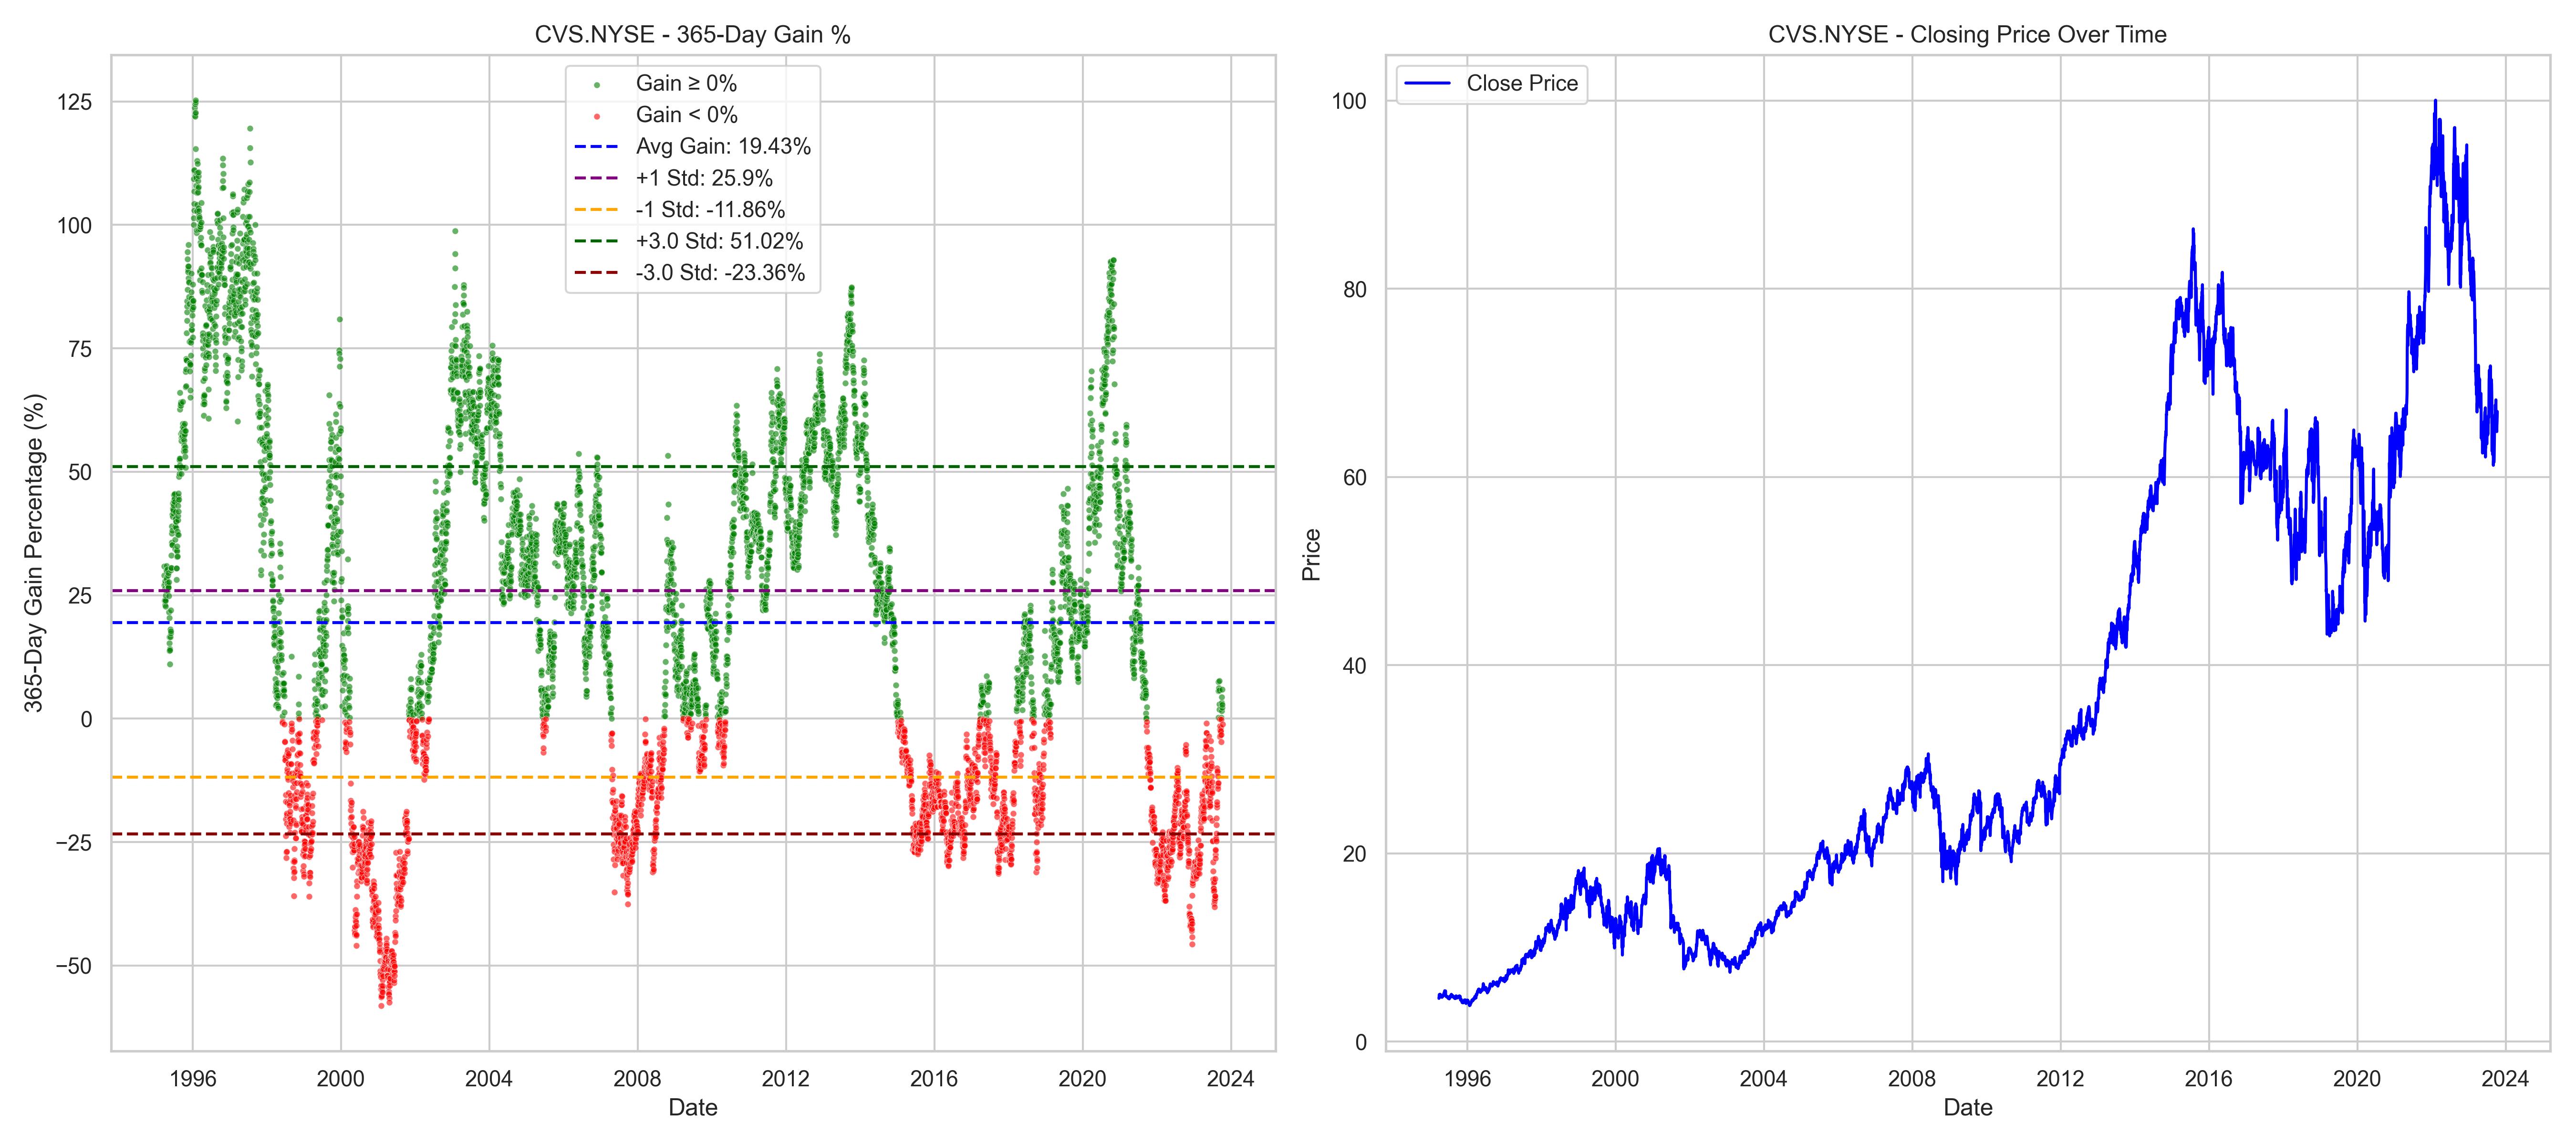 CVS.NYSE - 365-Day Gain %
125
100
75
50
25
0
−25
−50
365-Day Gain Percentage (%)
Gain ≥ 0%
Gain < 0%
Avg Gain: 19.43%
+1 Std: 25.9%
-1 Std: -11.86%
+3.0 Std: 51.02%
-3.0 Std: -23.36%
1996 2000 2004 2008 2012 2016 2020 2024
Date
CVS.NYSE - Closing Price Over Time
Close Price
100
80
60
40
20
0
Price
1996 2000 2004 2008 2012 2016 2020 2024
Date